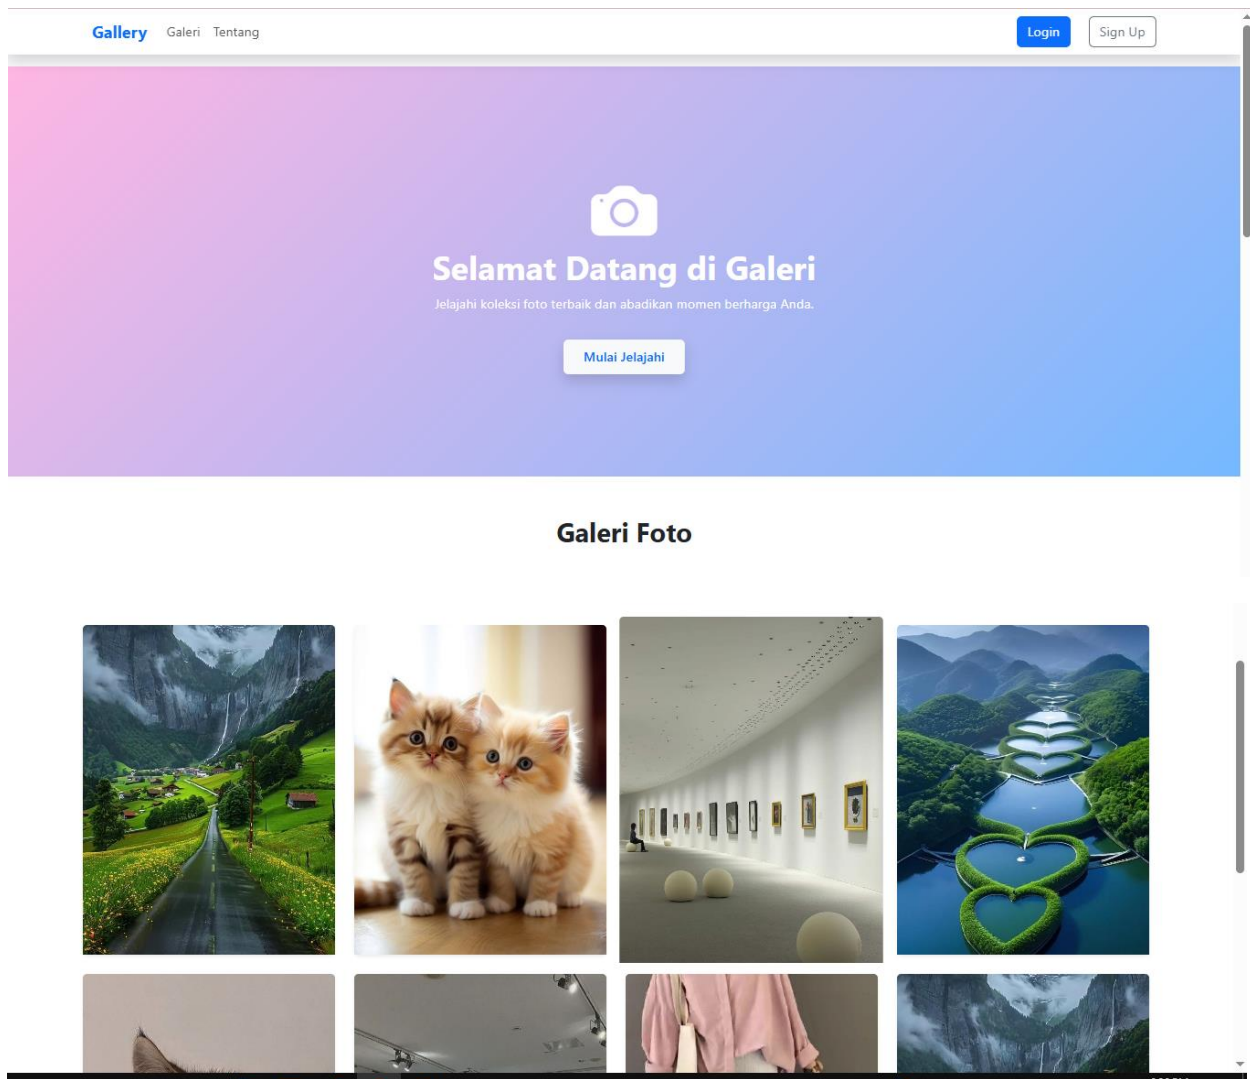 Gallery Galeri Tentang Login Sign Up
Selamat Datang di Galeri
Jelajahi koleksi foto terbaik dan abadikan momen berharga Anda.
Mulai Jelajahi
Galeri Foto